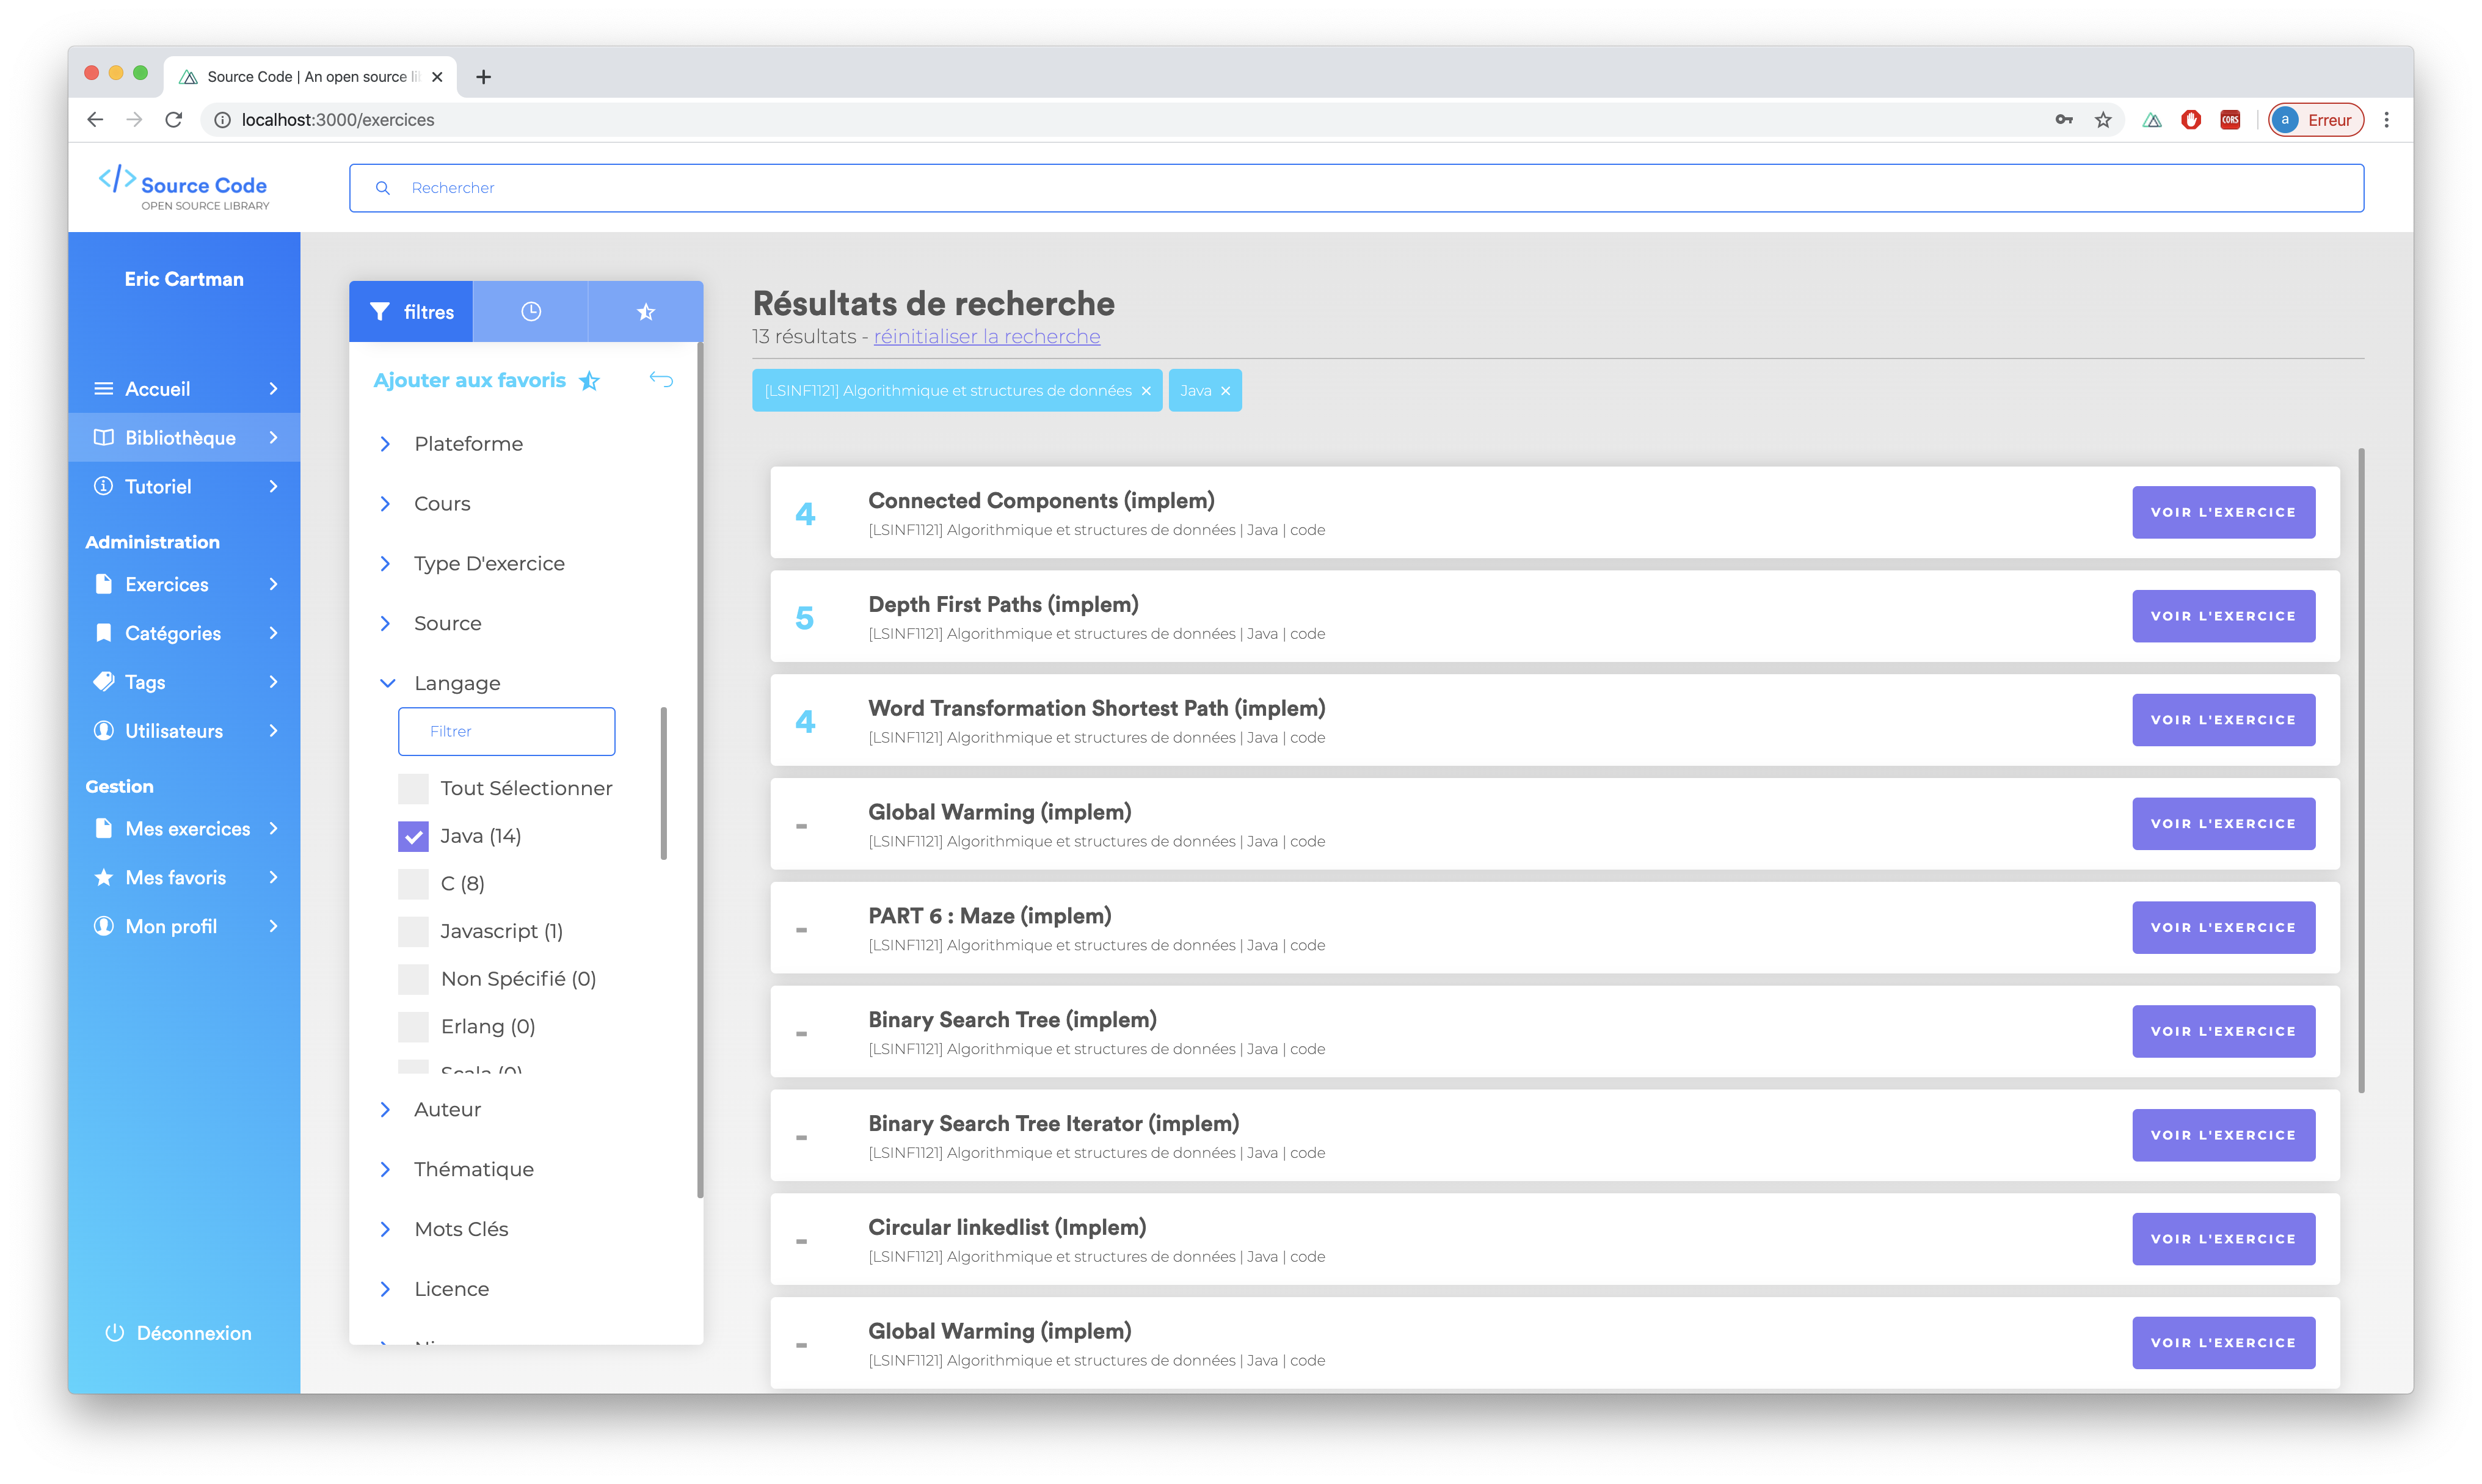 Source Code | An open source li
localhost:3000/exercices
CORS
a
Erreur
</> Source Code
OPEN SOURCE LIBRARY
Rechercher
Eric Cartman
Accueil
Bibliothèque
Tutoriel
Administration
Exercices
Catégories
Tags
Utilisateurs
Gestion
Mes exercices
Mes favoris
Mon profil
Déconnexion
filtres
Ajouter aux favoris
Plateforme
Cours
Type D'exercice
Source
Langage
Filtrer
Tout Sélectionner
Java (14)
C (8)
Javascript (1)
Non Spécifié (0)
Erlang (0)
Scala (0)
Auteur
Thématique
Mots Clés
Licence
Résultats de recherche
13 résultats - réinitialiser la recherche
[LSINF1121] Algorithmique et structures de données × Java ×
4
Connected Components (implem)
[LSINF1121] Algorithmique et structures de données | Java | code
VOIR L'EXERCICE
5
Depth First Paths (implem)
[LSINF1121] Algorithmique et structures de données | Java | code
VOIR L'EXERCICE
4
Word Transformation Shortest Path (implem)
[LSINF1121] Algorithmique et structures de données | Java | code
VOIR L'EXERCICE
-
Global Warming (implem)
[LSINF1121] Algorithmique et structures de données | Java | code
VOIR L'EXERCICE
-
PART 6 : Maze (implem)
[LSINF1121] Algorithmique et structures de données | Java | code
VOIR L'EXERCICE
-
Binary Search Tree (implem)
[LSINF1121] Algorithmique et structures de données | Java | code
VOIR L'EXERCICE
-
Binary Search Tree Iterator (implem)
[LSINF1121] Algorithmique et structures de données | Java | code
VOIR L'EXERCICE
-
Circular linkedlist (Implem)
[LSINF1121] Algorithmique et structures de données | Java | code
VOIR L'EXERCICE
-
Global Warming (implem)
[LSINF1121] Algorithmique et structures de données | Java | code
VOIR L'EXERCICE